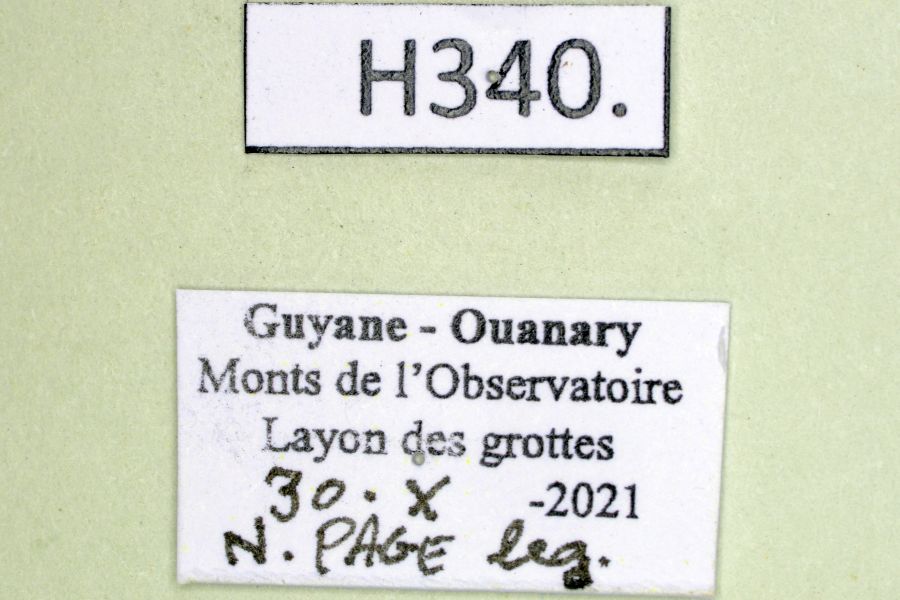 H340.
Guyane - Ouanary
Monts de l'Observatoire
Layon des grottes
30. X -2021
N. PAGE leg.